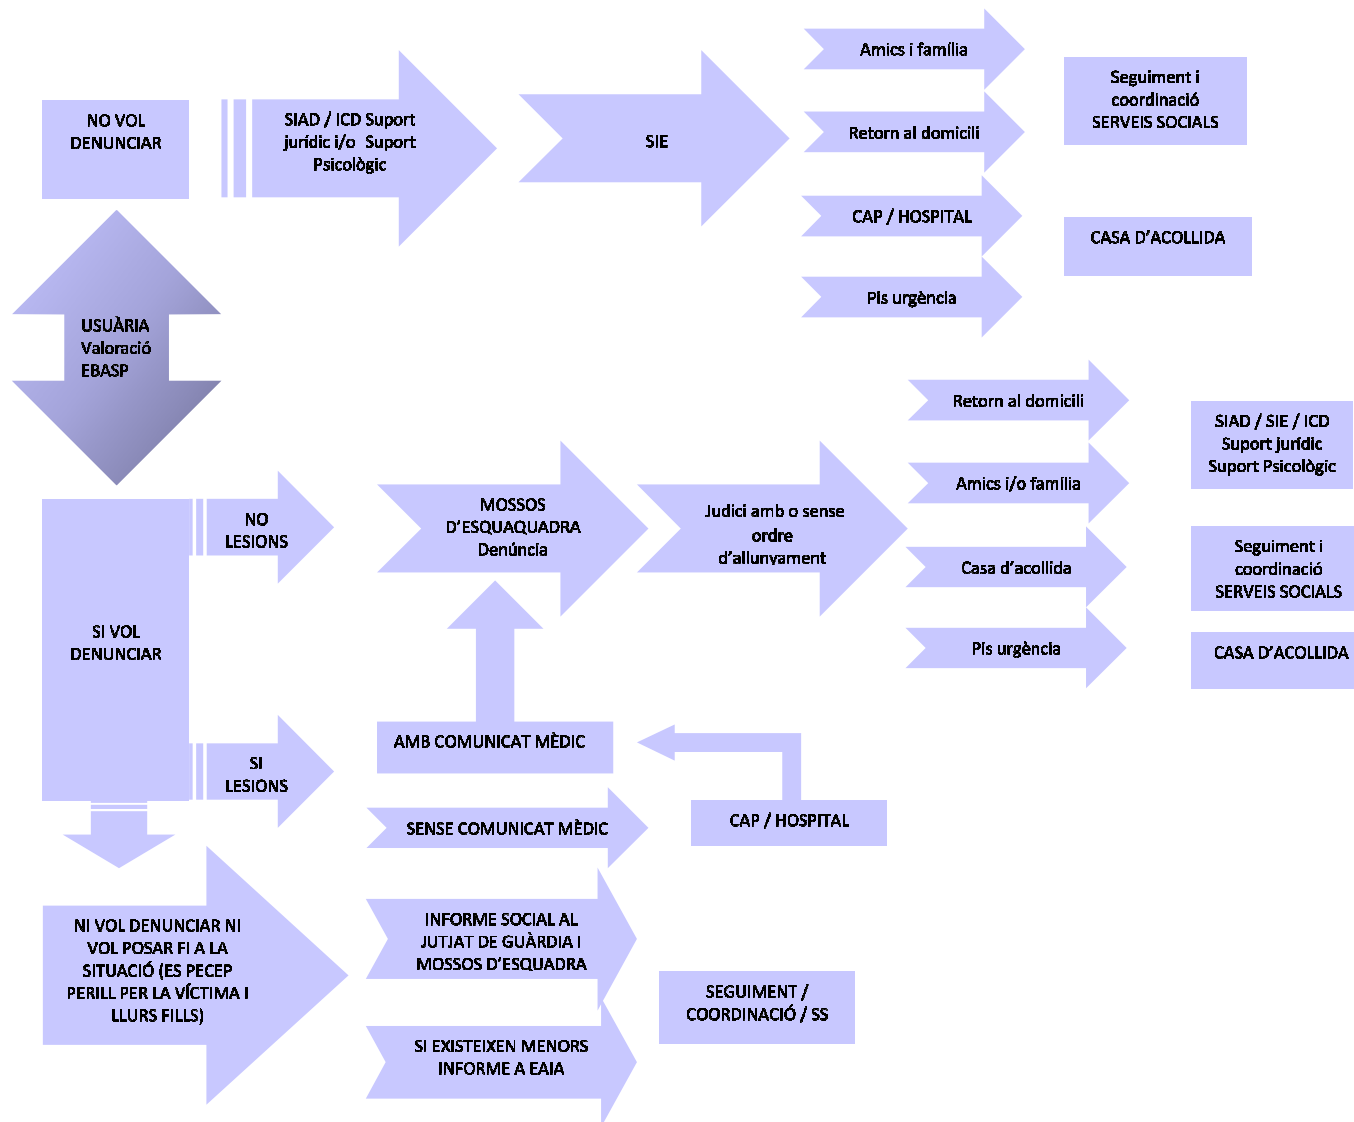 NO VOL
DENUNCIAR
SIAD / ICD Suport
jurídic i/o Suport
Psicològic
SIE
Amics i família
Retorn al domicili
CAP / HOSPITAL
Pis urgència
Seguiment i
coordinació
SERVEIS SOCIALS
CASA D'ACOLLIDA
USUÀRIA
Valoració
EBASP
SI VOL
DENUNCIAR
NO
LESIONS
MOSSOS
D'ESQUAQUADRA
Denúncia
Judici amb o sense
ordre
d'allunyament
Retorn al domicili
Amics i/o família
Casa d'acollida
Pis urgència
SIAD / SIE / ICD
Suport jurídic
Suport Psicològic
Seguiment i
coordinació
SERVEIS SOCIALS
CASA D'ACOLLIDA
SI
LESIONS
AMB COMUNICAT MÈDIC
SENSE COMUNICAT MÈDIC
CAP / HOSPITAL
NI VOL DENUNCIAR NI
VOL POSAR FI A LA
SITUACIÓ (ES PECEP
PERILL PER LA VÍCTIMA I
LLURS FILLS)
INFORME SOCIAL AL
JUTJAT DE GUÀRDIA I
MOSSOS D'ESQUADRA
SI EXISTEIXEN MENORS
INFORME A EAIA
SEGUIMENT /
COORDINACIÓ / SS